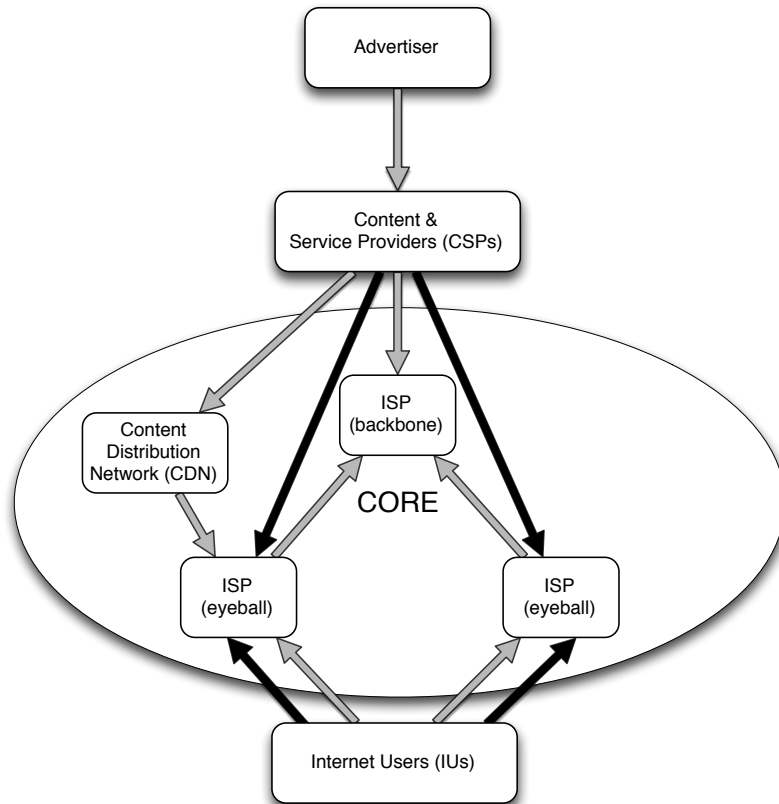 Advertiser
Content &
Service Providers (CSPs)
ISP
(backbone)
Content
Distribution
Network (CDN)
CORE
ISP
(eyeball)
ISP
(eyeball)
Internet Users (IUs)